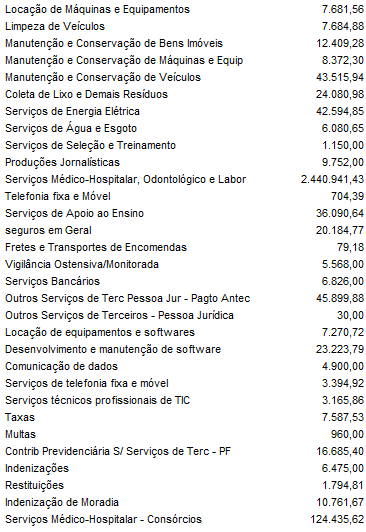 Locação de Máquinas e Equipamentos 7.681,56
Limpeza de Veículos 7.684,88
Manutenção e Conservação de Bens Imóveis 12.409,28
Manutenção e Conservação de Máquinas e Equip 8.372,30
Manutenção e Conservação de Veículos 43.515,94
Coleta de Lixo e Demais Resíduos 24.080,98
Serviços de Energia Elétrica 42.594,85
Serviços de Água e Esgoto 6.080,65
Serviços de Seleção e Treinamento 1.150,00
Produções Jornalísticas 9.752,00
Serviços Médico-Hospitalar, Odontológico e Labor 2.440.941,43
Telefonia fixa e Móvel 704,39
Serviços de Apoio ao Ensino 36.090,64
seguros em Geral 20.184,77
Fretes e Transportes de Encomendas 79,18
Vigilância Ostensiva/Monitorada 5.568,00
Serviços Bancários 6.826,00
Outros Serviços de Terc Pessoa Jur - Pagto Antec 45.899,88
Outros Serviços de Terceiros - Pessoa Jurídica 30,00
Locação de equipamentos e softwares 7.270,72
Desenvolvimento e manutenção de software 23.223,79
Comunicação de dados 4.900,00
Serviços de telefonia fixa e móvel 3.394,92
Serviços técnicos profissionais de TIC 3.165,86
Taxas 7.587,53
Multas 960,00
Contrib Previdenciária S/ Serviços de Terc - PF 16.685,40
Indenizações 6.475,00
Restituições 1.794,81
Indenização de Moradia 10.761,67
Serviços Médico-Hospitalar - Consórcios 124.435,62